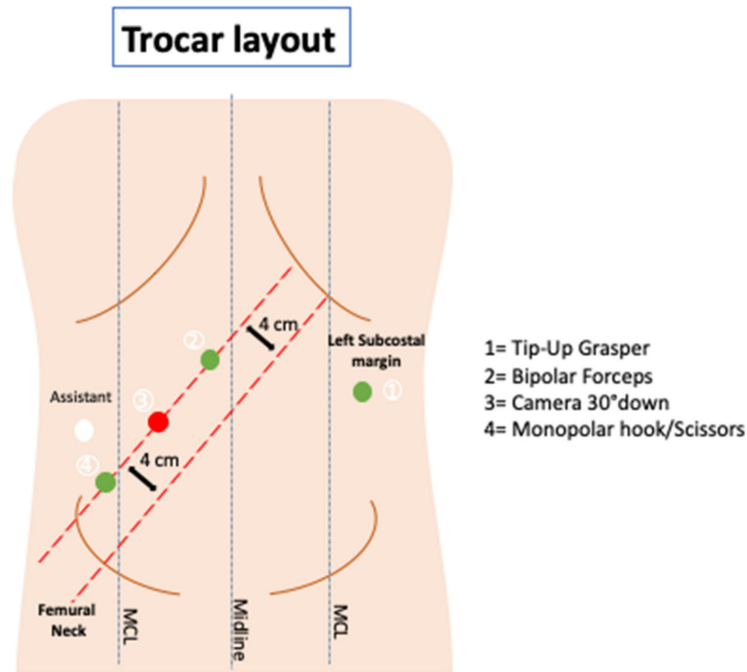 Trocar layout
4 cm
Left Subcostal
margin
②
①
Assistant
③
4 cm
④
Femural
Neck
MCL
Midline
MCL
1= Tip-Up Grasper
2= Bipolar Forceps
3= Camera 30°down
4= Monopolar hook/Scissors